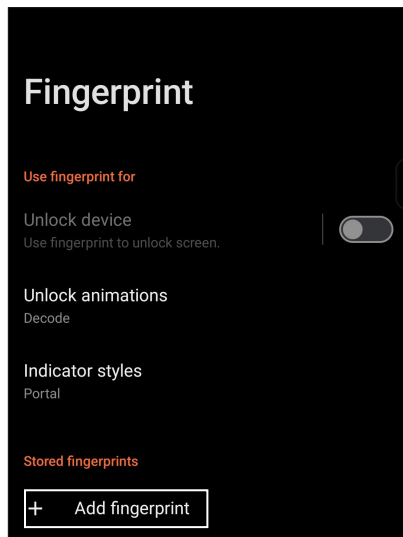 Fingerprint
Use fingerprint for
Unlock device
Use fingerprint to unlock screen.
Unlock animations
Decode
Indicator styles
Portal
Stored fingerprints
+ Add fingerprint